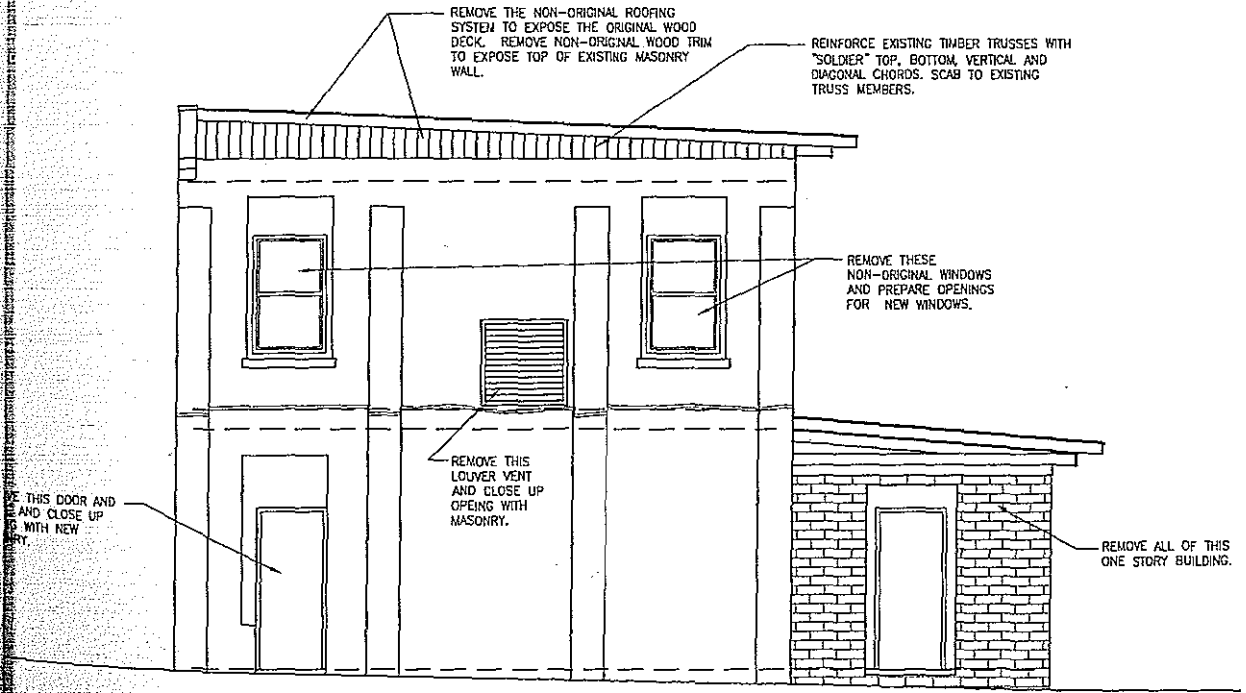 REMOVE THE NON-ORIGINAL ROOFING
SYSTEM TO EXPOSE THE ORIGINAL WOOD
DECK. REMOVE NON-ORIGINAL WOOD TRIM
TO EXPOSE TOP OF EXISTING MASONRY
WALL.
REINFORCE EXISTING TIMBER TRUSSES WITH
"SOLDIER" TOP, BOTTOM, VERTICAL AND
DIAGONAL CHORDS. SCAB TO EXISTING
TRUSS MEMBERS.
REMOVE THESE
NON-ORIGINAL WINDOWS
AND PREPARE OPENINGS
FOR NEW WINDOWS.
REMOVE THIS
LOUVER VENT
AND CLOSE UP
OPEING WITH
MASONRY.
THIS DOOR AND
AND CLOSE UP
WITH NEW
REMOVE ALL OF THIS
ONE STORY BUILDING.